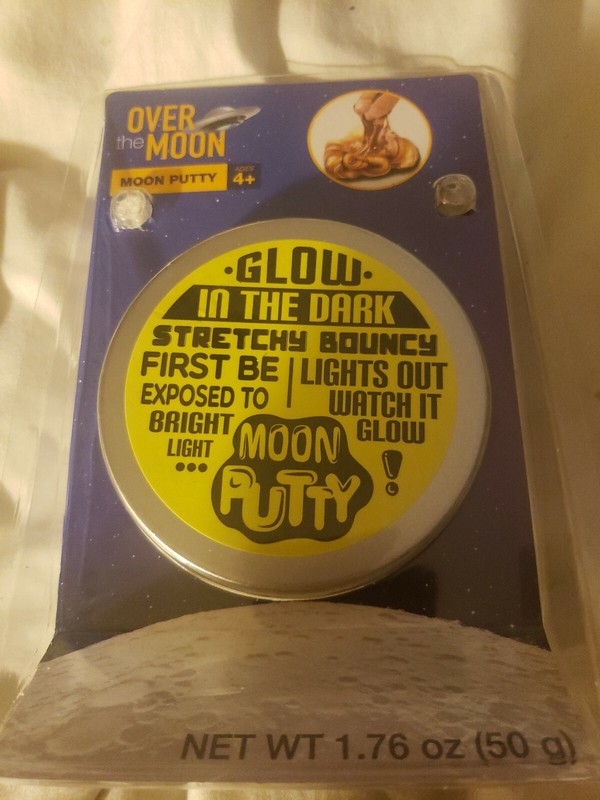 OVER
the MOON
MOON PUTTY
AGES
4+
·GLOW·
IN THE DARK
STRETCHY BOUNCY
FIRST BE
EXPOSED TO
BRIGHT
LIGHT
...
LIGHTS OUT
WATCH IT
GLOW
!
MOON
PUTTY
NET WT 1.76 oz (50 g)